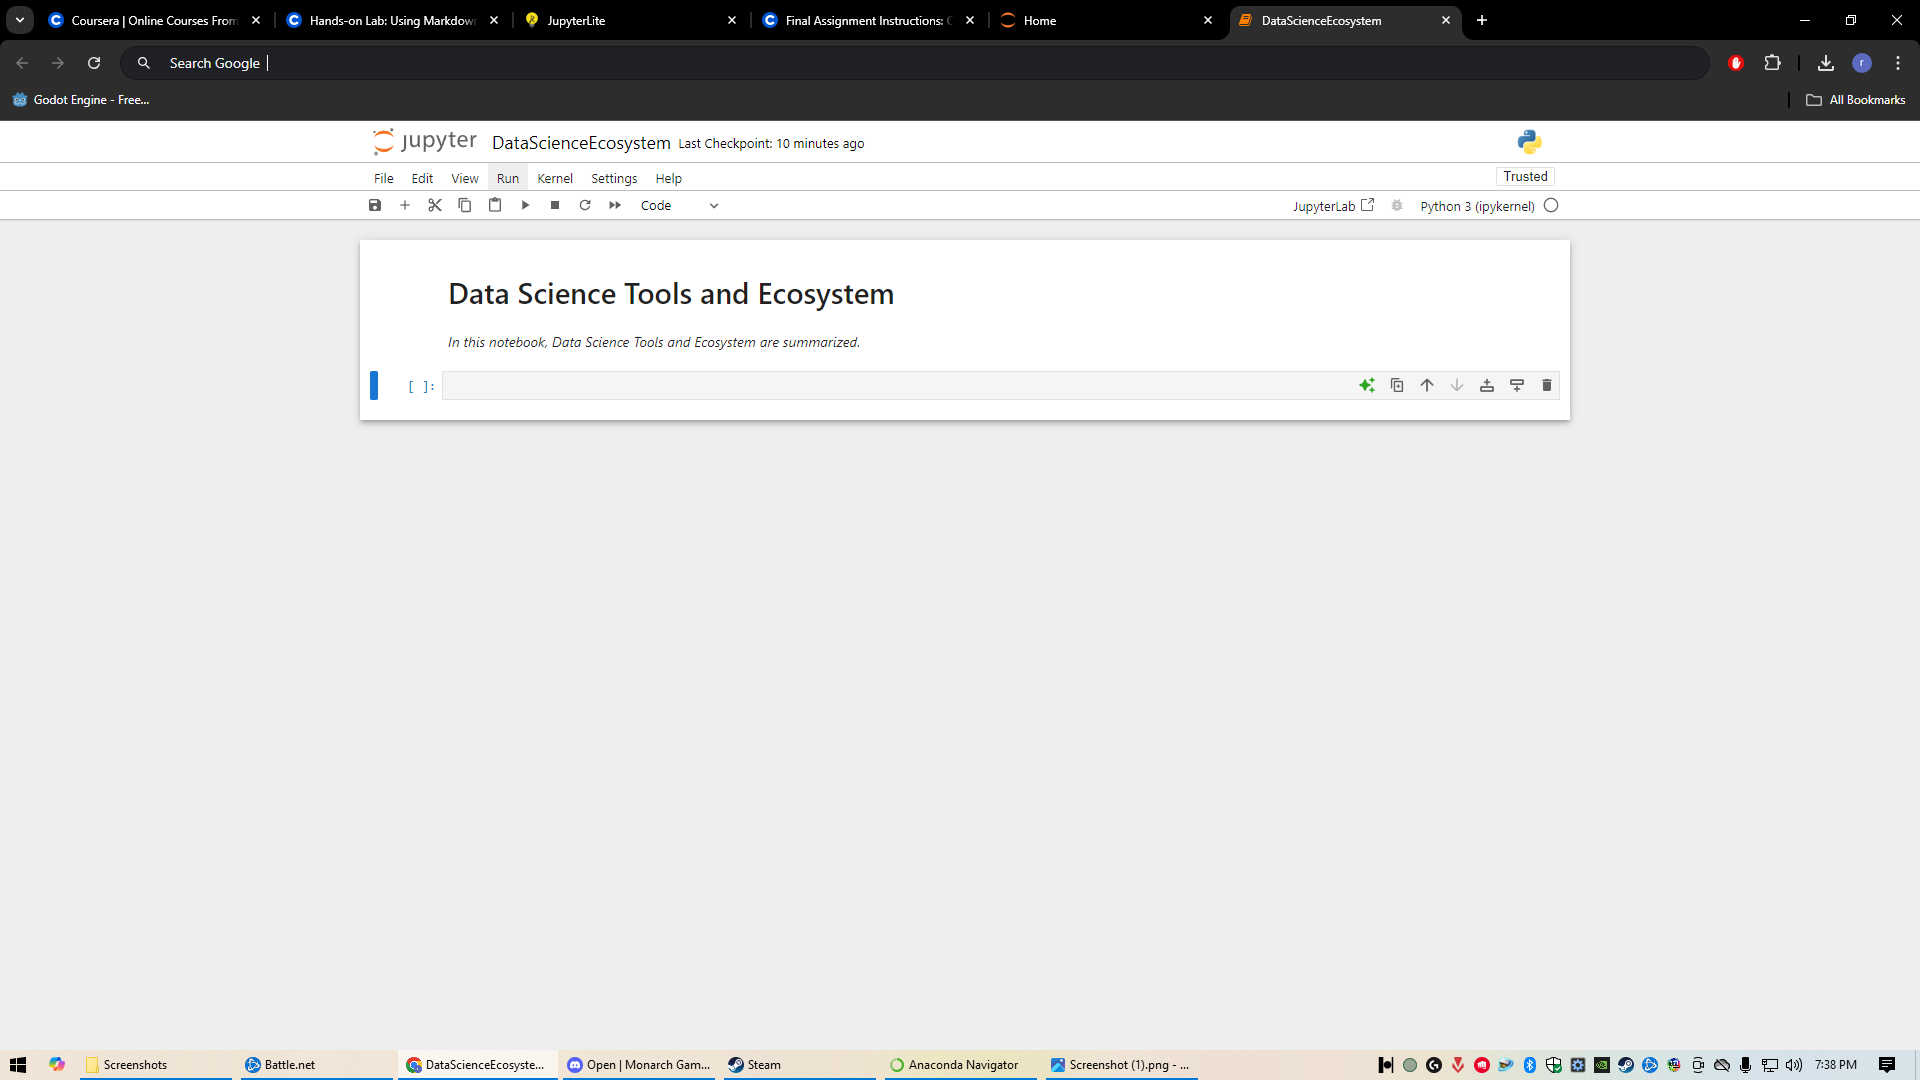 Coursera | Online Courses From
Hands-on Lab: Using Markdown
JupyterLite
Final Assignment Instructions: C
Home
DataScienceEcosystem
Search Google
r
Godot Engine - Free...
All Bookmarks
jupyter DataScienceEcosystem Last Checkpoint: 10 minutes ago
File Edit View Run Kernel Settings Help
Trusted
Code
JupyterLab
Python 3 (ipykernel)
Data Science Tools and Ecosystem
In this notebook, Data Science Tools and Ecosystem are summarized.
[ ]:
Screenshots
Battle.net
DataScienceEcosyste...
Open | Monarch Gam...
Steam
Anaconda Navigator
Screenshot (1).png - ...
7:38 PM